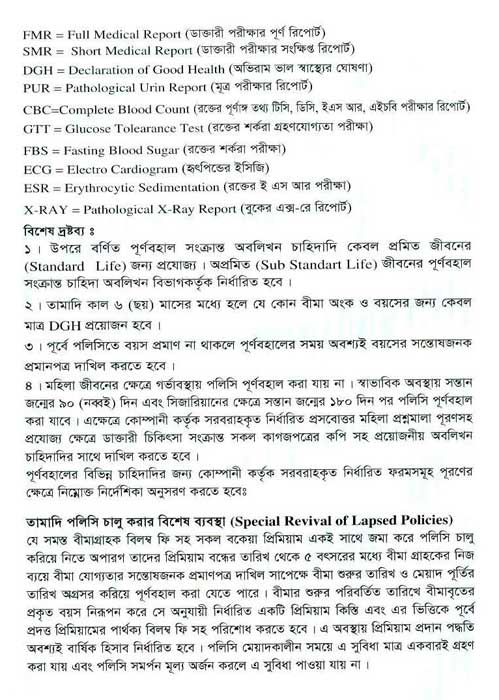 FMR = Full Medical Report (ডাক্তারী পরীক্ষার পূর্ণ রিপোর্ট)
SMR = Short Medical Report (ডাক্তারী পরীক্ষার সংক্ষিপ্ত রিপোর্ট)
DGH = Declaration of Good Health (অভিরাম ভাল স্বাস্থ্যের ঘোষণা)
PUR = Pathological Urin Report (মূত্র পরীক্ষার রিপোর্ট)
CBC=Complete Blood Count (রক্তের পূর্ণাঙ্গ তথ্য টিসি, ডিসি, ইএস আর, এইচবি পরীক্ষার রিপোর্ট)
GTT = Glucose Tolearance Test (রক্তের শর্করা গ্রহণযোগ্যতা পরীক্ষা)
FBS = Fasting Blood Sugar (রক্তের শর্করা পরীক্ষা)
ECG = Electro Cardiogram (হৃৎপিন্ডের ইসিজি)
ESR = Erythrocytic Sedimentation (রক্তের ই এস আর পরীক্ষা)
X-RAY = Pathological X-Ray Report (বুকের এক্স-রে রিপোর্ট)
বিশেষ দ্রষ্টব্য ঃ
১ । উপরে বর্ণিত পূর্ণবহাল সংক্রান্ত অবলিখন চাহিদাদি কেবল প্রমিত জীবনের
(Standard Life) জন্য প্রযোজ্য । অপ্রমিত (Sub Standart Life) জীবনের পূর্ণবহাল
সংক্রান্ত চাহিদা অবলিখন বিভাগকর্তৃক নির্ধারিত হবে ।
২ । তামাদি কাল ৬ (ছয়) মাসের মধ্যে হলে যে কোন বীমা অংক ও বয়সের জন্য কেবল
মাত্র DGH প্রয়োজন হবে ।
৩ । পূর্বে পলিসিতে বয়স প্রমাণ না থাকলে পূর্ণবহালের সময় অবশ্যই বয়সের সন্তোষজনক
প্রমানপত্র দাখিল করতে হবে ।
৪ । মহিলা জীবনের ক্ষেত্রে গর্ভাবস্থায় পলিসি পূর্ণবহাল করা যায় না । স্বাভাবিক অবস্থায় সন্তান
জন্মের ৯০ (নব্বই) দিন এবং সিজারিয়ানের ক্ষেত্রে সন্তান জন্মের ১৮০ দিন পর পলিসি পূর্ণবহাল
করা যাবে । এক্ষেত্রে কোম্পানী কর্তৃক সরবরাহকৃত নির্ধারিত প্রসবোত্তর মহিলা প্রশ্নমালা পূরণসহ
প্রযোজ্য ক্ষেত্রে ডাক্তারী চিকিৎসা সংক্রান্ত সকল কাগজপত্রের কপি সহ প্রয়োজনীয় অবলিখন
চাহিদাদির সাথে দাখিল করতে হবে ।
পূর্ণবহালের বিভিন্ন চাহিদাদির জন্য কোম্পানী কর্তৃক সরবরাহকৃত নির্ধারিত ফরমসমূহ পূরণের
ক্ষেত্রে নিম্নোক্ত নির্দেশিকা অনুসরণ করতে হবেঃ
তামাদি পলিসি চালু করার বিশেষ ব্যবস্থা (Special Revival of Lapsed Policies)
যে সমস্ত বীমাগ্রাহক বিলম্ব ফি সহ সকল বকেয়া প্রিমিয়াম একই সাথে জমা করে পলিসি চালু
করিয়ে নিতে অপারগ তাদের প্রিমিয়াম বন্ধের তারিখ থেকে ৫ বৎসরের মধ্যে বীমা গ্রাহকের নিজ
ব্যয়ে বীমা যোগ্যতার সন্তোষজনক প্রমাণপত্র দাখিল সাপেক্ষে বীমা শুরুর তারিখ ও মেয়াদ পূর্তির
তারিখ অগ্রসর করিয়ে পূর্ণবহাল করা যেতে পারে । বীমার শুরুর পরিবর্তিত তারিখে বীমাবৃতের
প্রকৃত বয়স নিরূপন করে সে অনুযায়ী নির্ধারিত একটি প্রিমিয়াম কিস্তি এবং এর ভিত্তিকে পূর্বে
প্রদত্ত প্রিমিয়ামের পার্থক্য বিলম্ব ফি সহ পরিশোধ করতে হবে । এ অবস্থায় প্রিমিয়াম প্রদান পদ্ধতি
অবশ্যই বার্ষিক হিসাব নির্ধারিত হবে । পলিসি মেয়াদকালীন সময়ে এ সুবিধা মাত্র একবারই গ্রহণ
করা যায় এবং পলিসি সমর্পন মূল্য অর্জন করলে এ সুবিধা পাওয়া যায় না ।